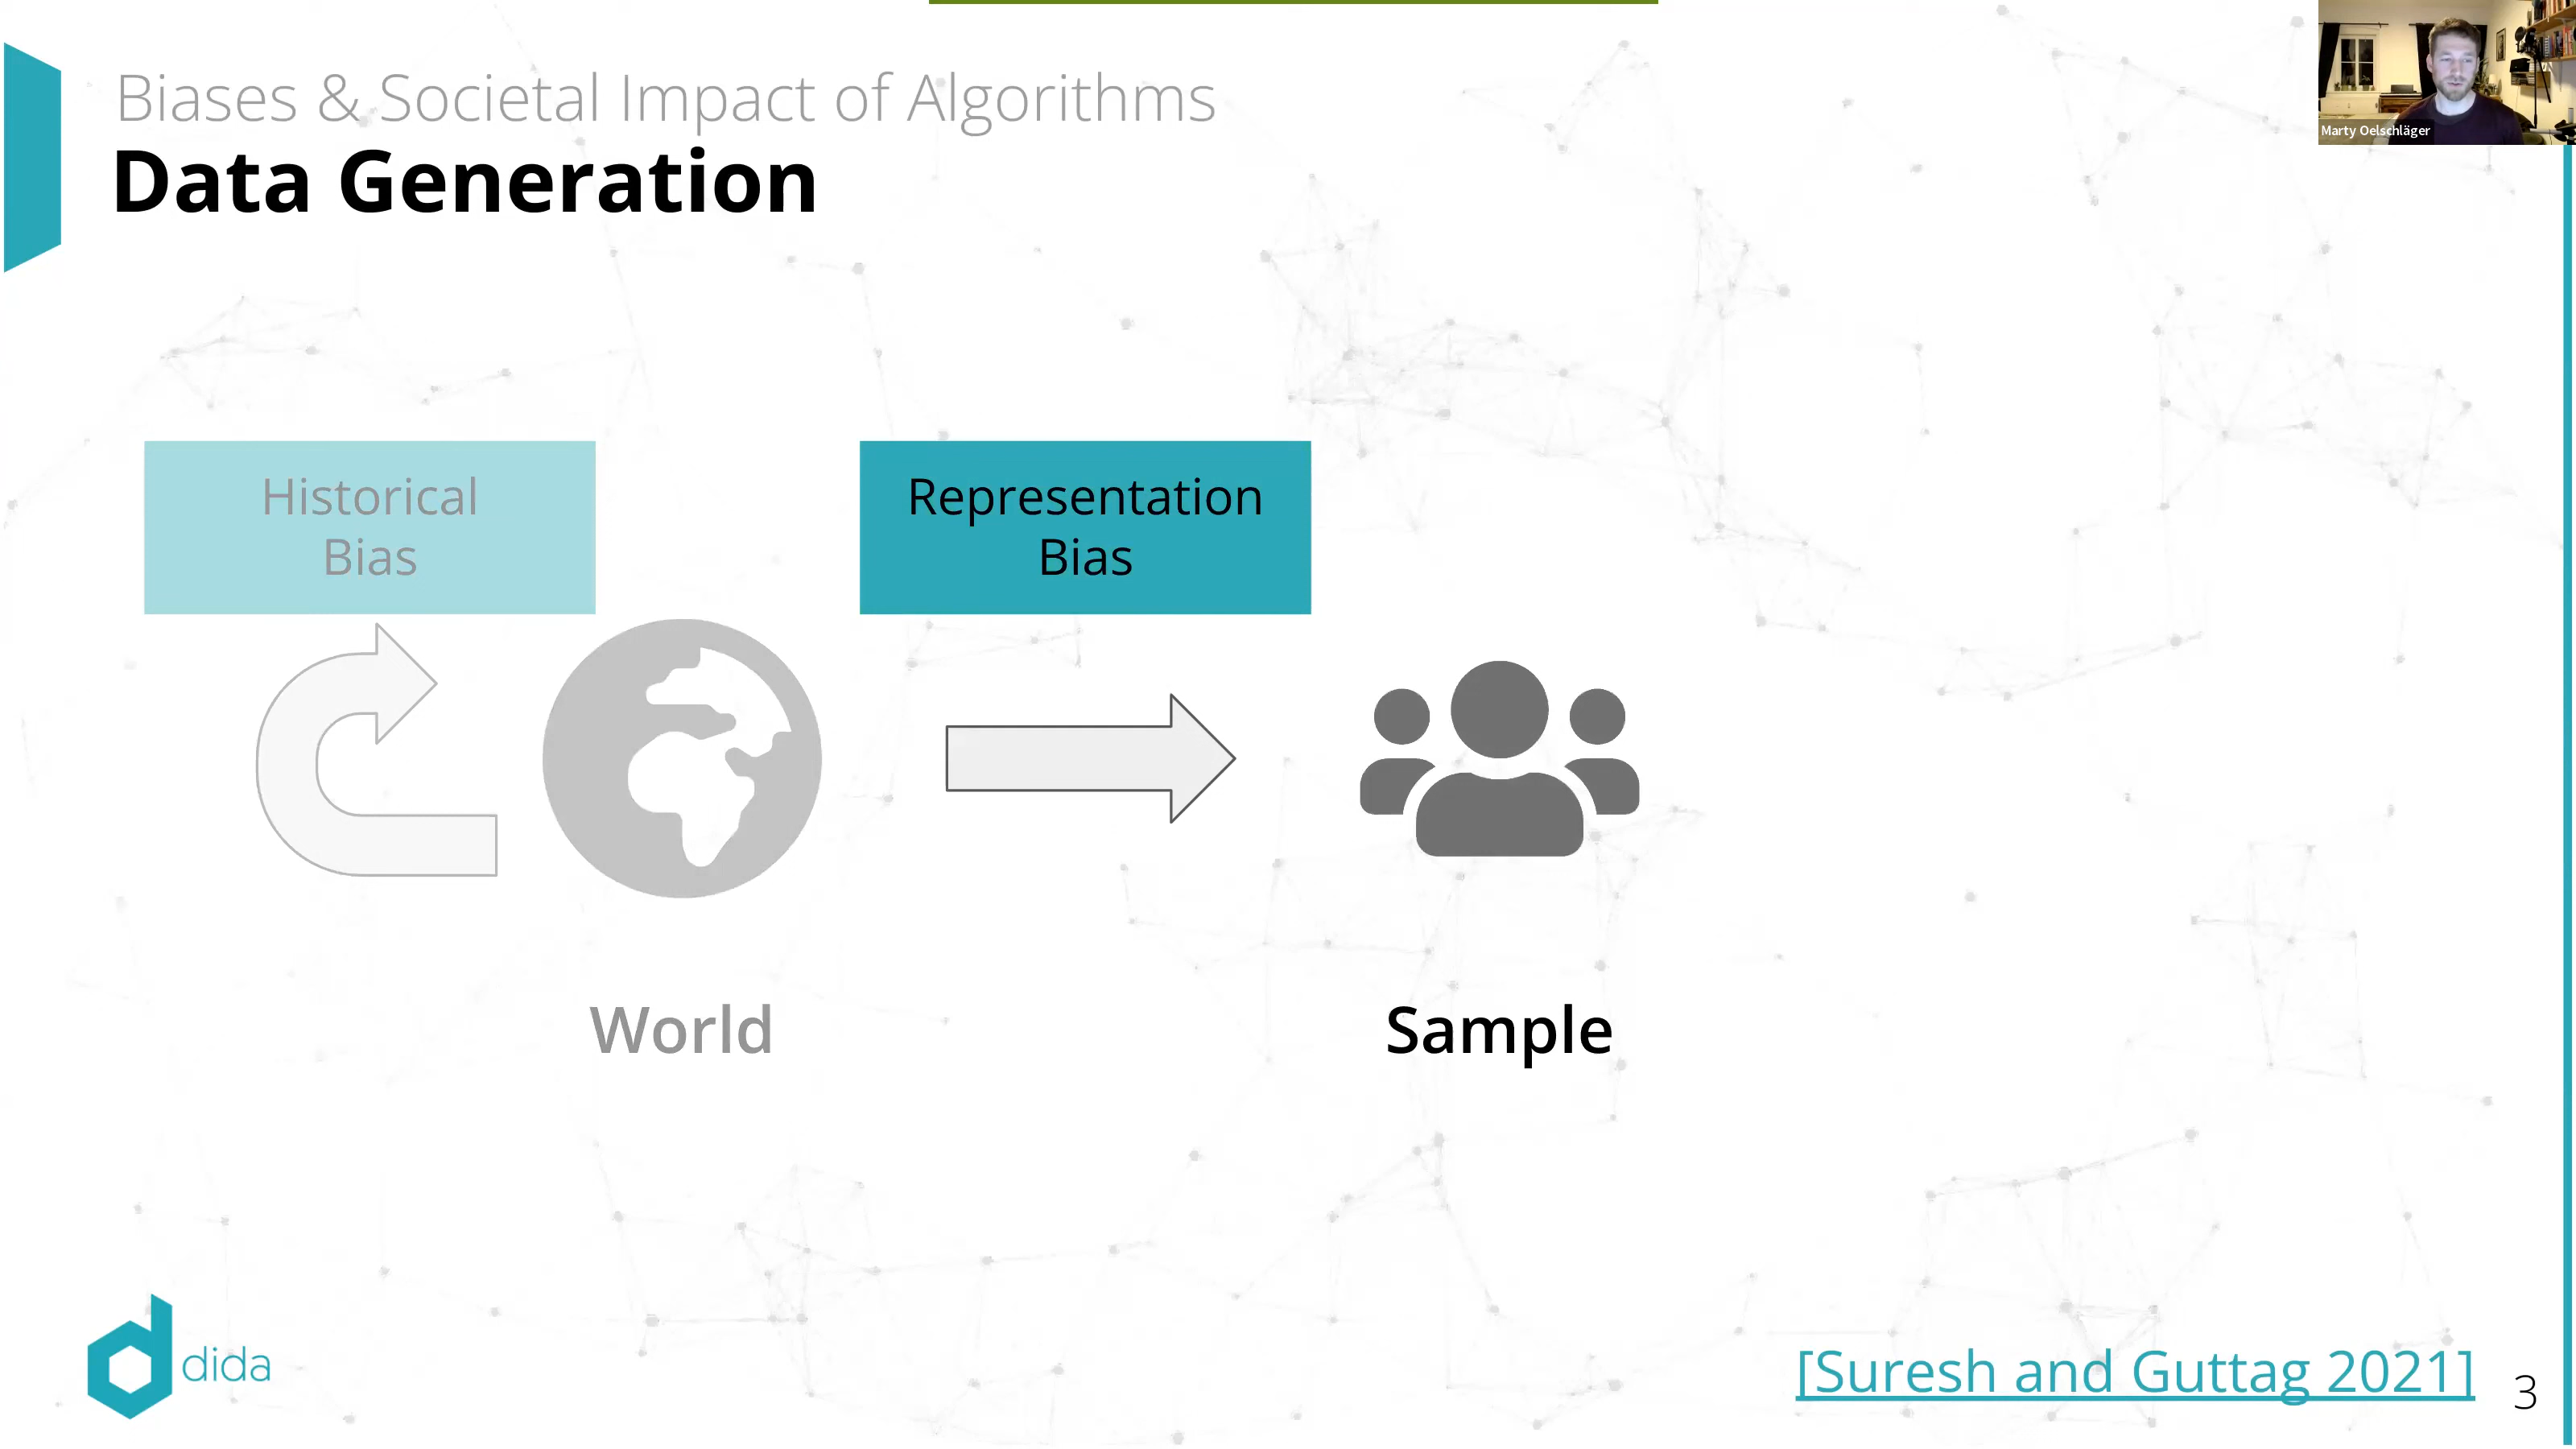 Biases & Societal Impact of Algorithms
Data Generation
Marty Oelschläger
Historical
Bias
Representation
Bias
World
Sample
dida
[Suresh and Guttag 2021]
3